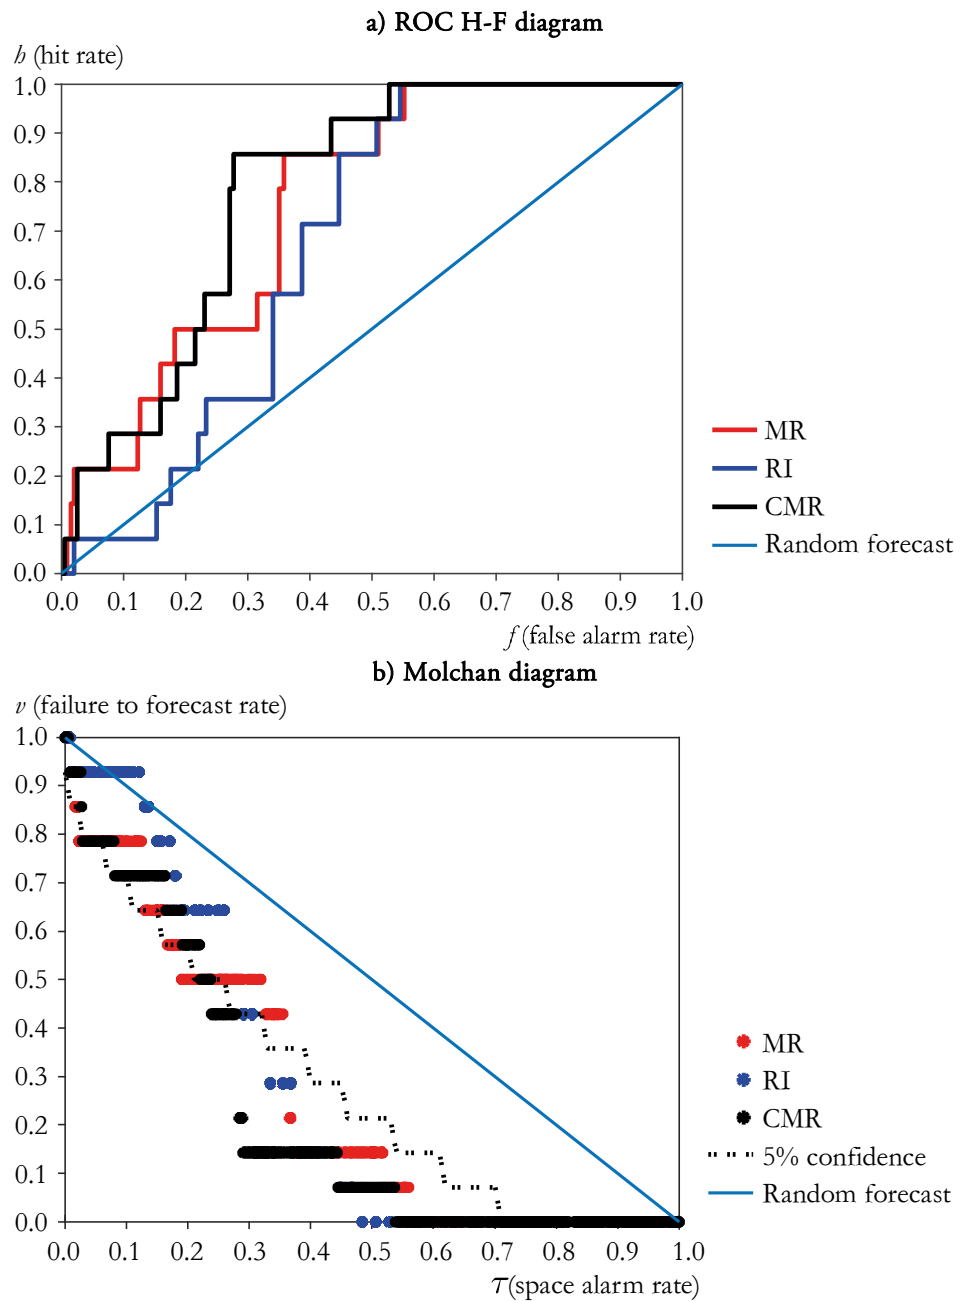 a) ROC H-F diagram
h (hit rate)
1.0
0.9
0.8
0.7
0.6
0.5
0.4
0.3
0.2
0.1
0.0
0.0 0.1 0.2 0.3 0.4 0.5 0.6 0.7 0.8 0.9 1.0
f (false alarm rate)
MR
RI
CMR
Random forecast
b) Molchan diagram
ν (failure to forecast rate)
1.0
0.9
0.8
0.7
0.6
0.5
0.4
0.3
0.2
0.1
0.0
0.0 0.1 0.2 0.3 0.4 0.5 0.6 0.7 0.8 0.9 1.0
τ (space alarm rate)
MR
RI
CMR
5% confidence
Random forecast